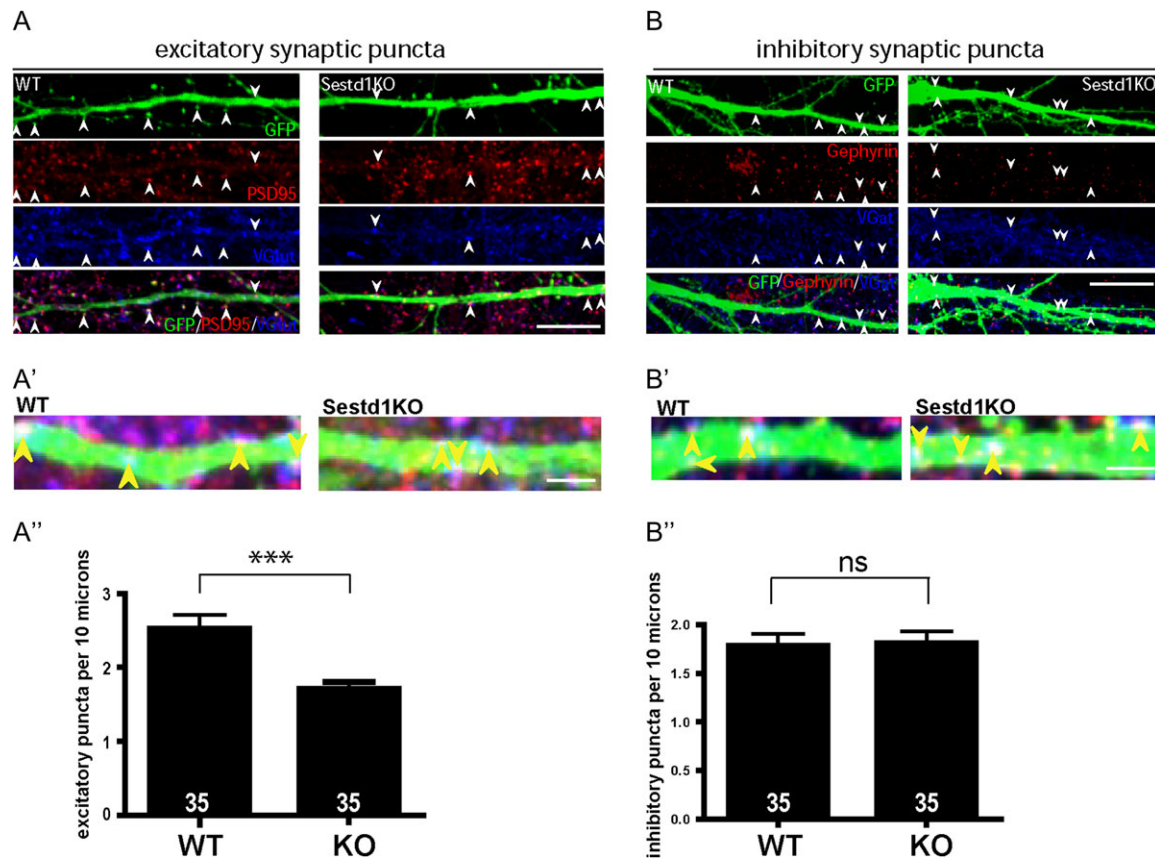 A
excitatory synaptic puncta
WT
GFP
PSD95
VGlut
GFP/PSD95/VGlut
Sestd1KO
B
inhibitory synaptic puncta
WT
GFP
Gephyrin
VGat
GFP/Gephyrin/VGat
Sestd1KO
A'
WT
Sestd1KO
B'
WT
Sestd1KO
A''
excitatory puncta per 10 microns
3
2
1
0
***
35
35
WT
KO
B''
inhibitory puncta per 10 microns
2.0
1.5
1.0
0.5
0.0
ns
35
35
WT
KO